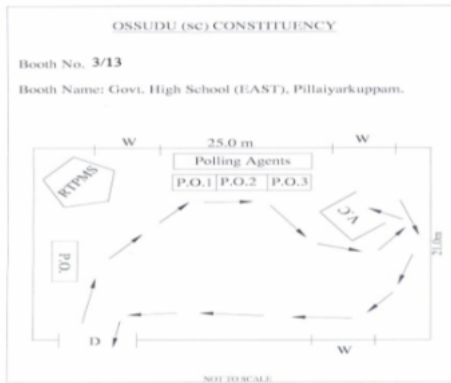 OSSUDU (SC) CONSTITUENCY
Booth No. 3/13
Booth Name: Govt. High School (EAST), Pillaiyarkuppam.
W 25.0 m W
Polling Agents
RTPMS
P.O.1 P.O.2 P.O.3
V.C
P.O.
21.0m
D
W
NOT TO SCALE